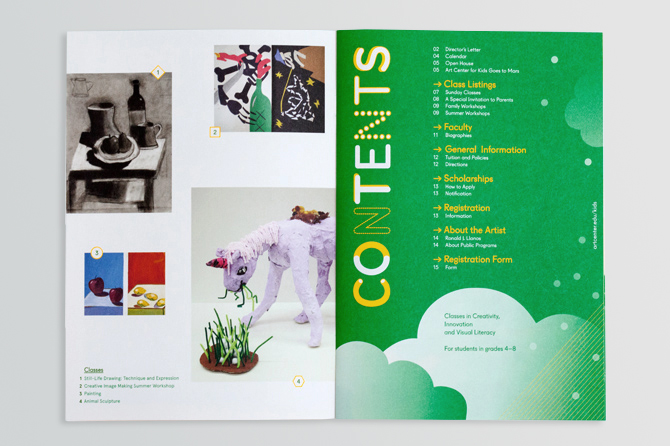 1
2
3
4
Classes
1 Still-Life Drawing: Technique and Expression
2 Creative Image Making Summer Workshop
3 Painting
4 Animal Sculpture
CONTENTS
02 Director's Letter
04 Calendar
05 Open House
05 Art Center for Kids Goes to Mars
→ Class Listings
07 Sunday Classes
08 A Special Invitation to Parents
09 Family Workshops
09 Summer Workshops
→ Faculty
11 Biographies
→ General Information
12 Tuition and Policies
12 Directions
→ Scholarships
13 How to Apply
13 Notification
→ Registration
13 Information
→ About the Artist
14 Ronald J. Llanos
14 About Public Programs
→ Registration Form
15 Form
Classes in Creativity,
Innovation
and Visual Literacy
For students in grades 4–8
artcenter.edu/kids